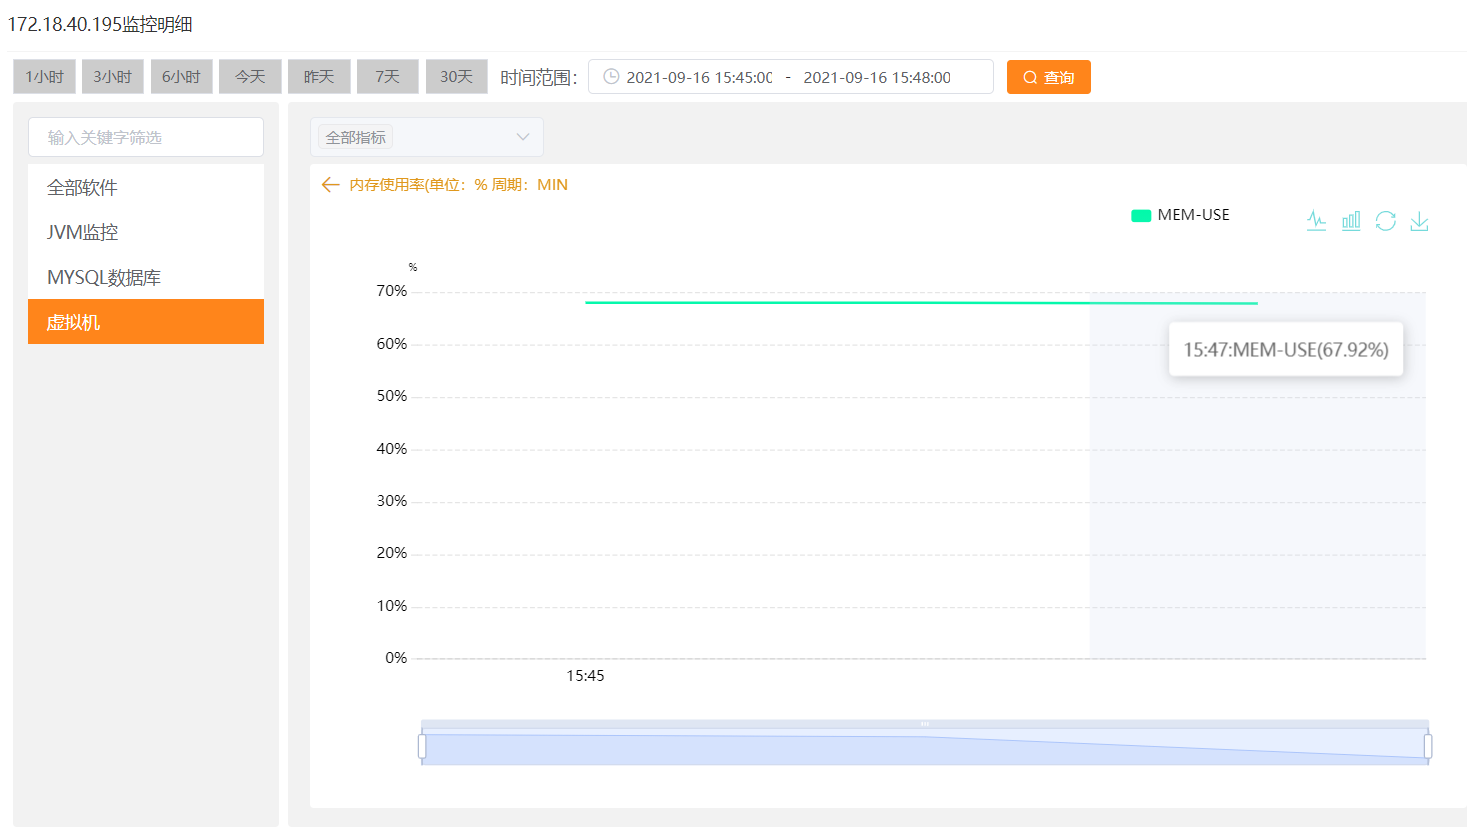 172.18.40.195监控明细
1小时 3小时 6小时 今天 昨天 7天 30天 时间范围： 2021-09-16 15:45:00 - 2021-09-16 15:48:00 查询
输入关键字筛选
全部软件
JVM监控
MYSQL数据库
虚拟机
全部指标
内存使用率(单位：% 周期：MIN
MEM-USE
%
70%
60%
15:47:MEM-USE(67.92%)
50%
40%
30%
20%
10%
0%
15:45